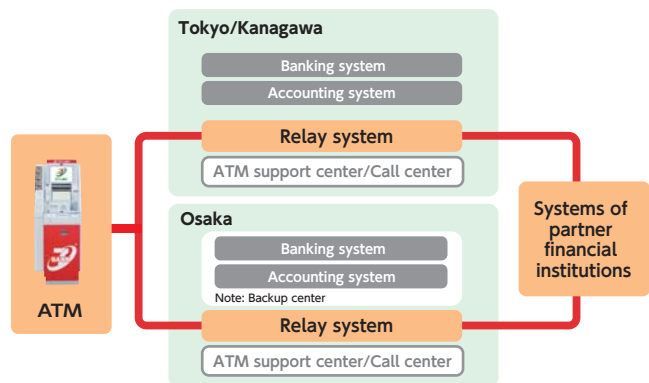 Tokyo/Kanagawa
Banking system
Accounting system
Relay system
ATM support center/Call center
ATM
Osaka
Banking system
Accounting system
Note: Backup center
Relay system
ATM support center/Call center
Systems of
partner
financial
institutions